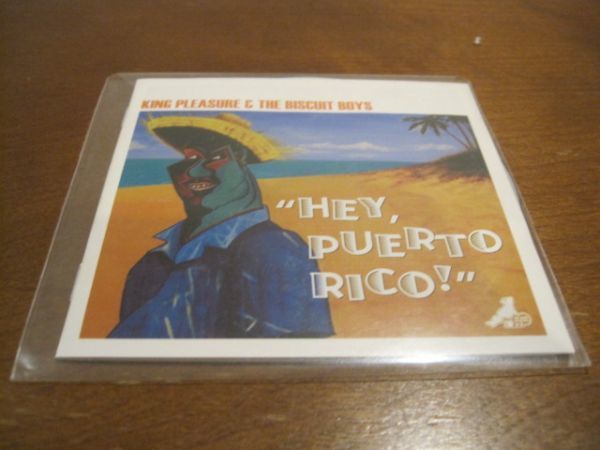 KING PLEASURE & THE BISCUIT BOYS
"HEY,
PUERTO
RICO!"